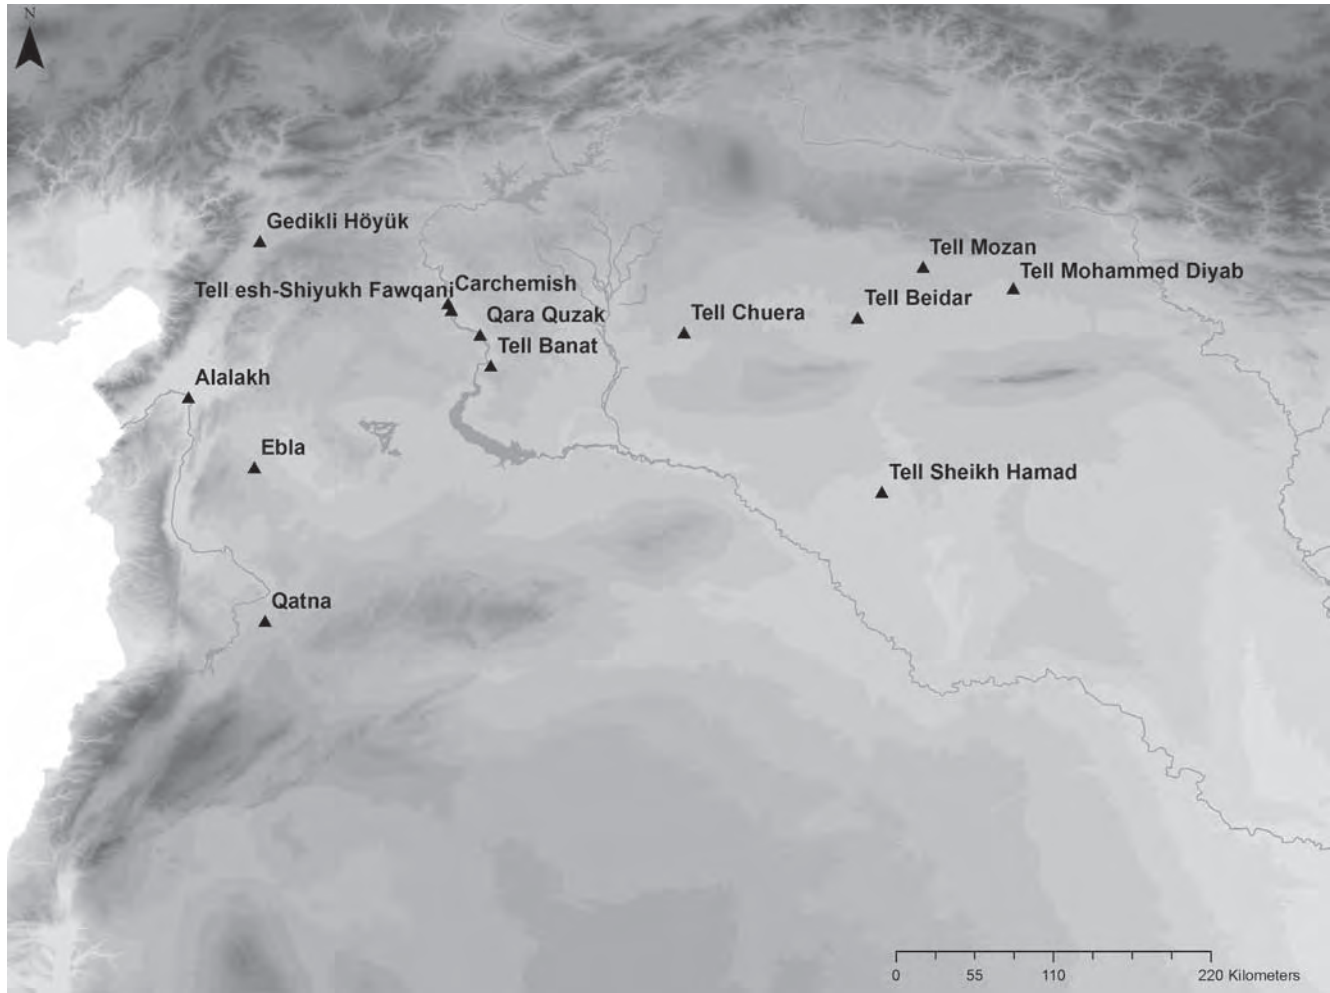 N
Gedikli Höyük
Tell Mozan
Tell Mohammed Diyab
Tell esh-Shiyukh Fawqani
Carchemish
Tell Beidar
Qara Quzak
Tell Chuera
Tell Banat
Alalakh
Ebla
Tell Sheikh Hamad
Qatna
0 55 110 220 Kilometers